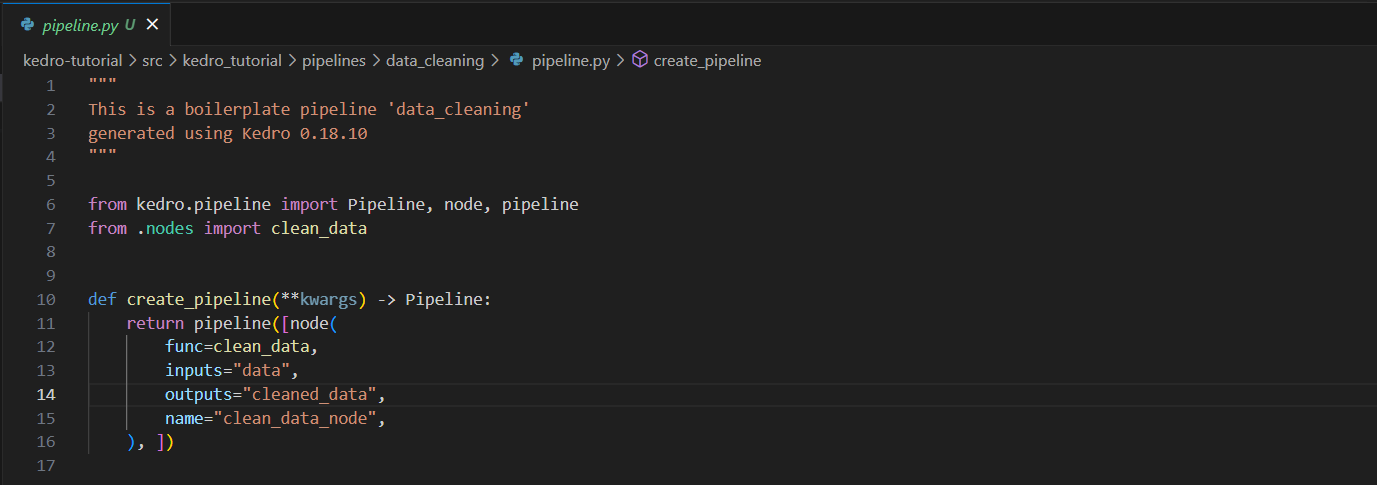 pipeline.py U
kedro-tutorial > src > kedro_tutorial > pipelines > data_cleaning > pipeline.py > create_pipeline
1 """
2 This is a boilerplate pipeline 'data_cleaning'
3 generated using Kedro 0.18.10
4 """
5
6 from kedro.pipeline import Pipeline, node, pipeline
7 from .nodes import clean_data
8
9
10 def create_pipeline(**kwargs) -> Pipeline:
11     return pipeline([node(
12         func=clean_data,
13         inputs="data",
14         outputs="cleaned_data",
15         name="clean_data_node",
16     ), ])
17